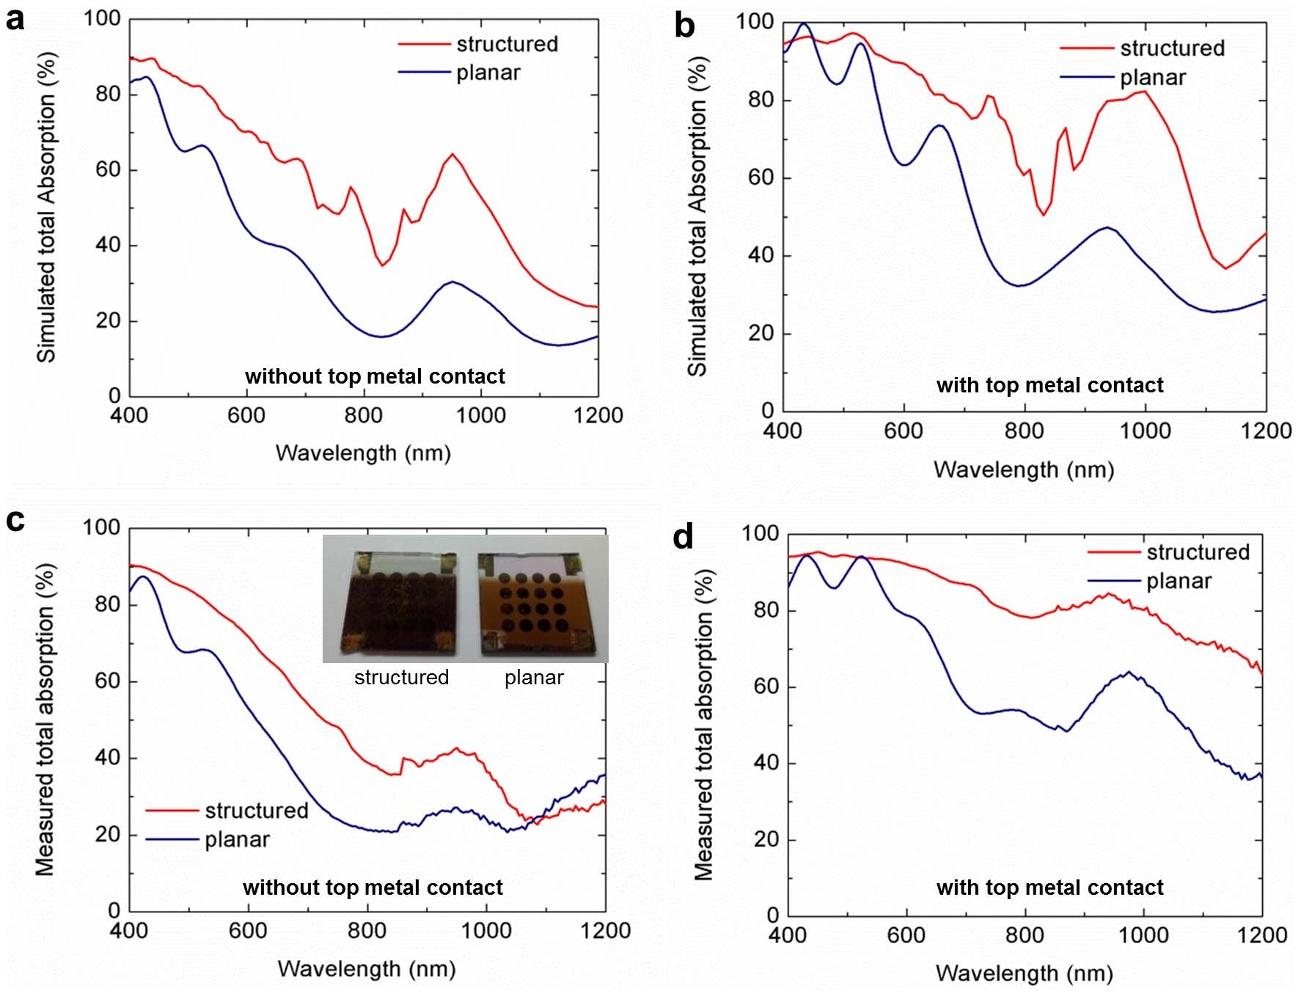 a
100
80
60
40
20
0
400
600
800
1000
1200
Simulated total Absorption (%)
Wavelength (nm)
structured
planar
without top metal contact
b
100
80
60
40
20
0
400
600
800
1000
1200
Simulated total Absorption (%)
Wavelength (nm)
structured
planar
with top metal contact
c
100
80
60
40
20
0
400
600
800
1000
1200
Measured total absorption (%)
Wavelength (nm)
structured
planar
structured
planar
without top metal contact
d
100
80
60
40
20
0
400
600
800
1000
1200
Measured total absorption (%)
Wavelength (nm)
structured
planar
with top metal contact